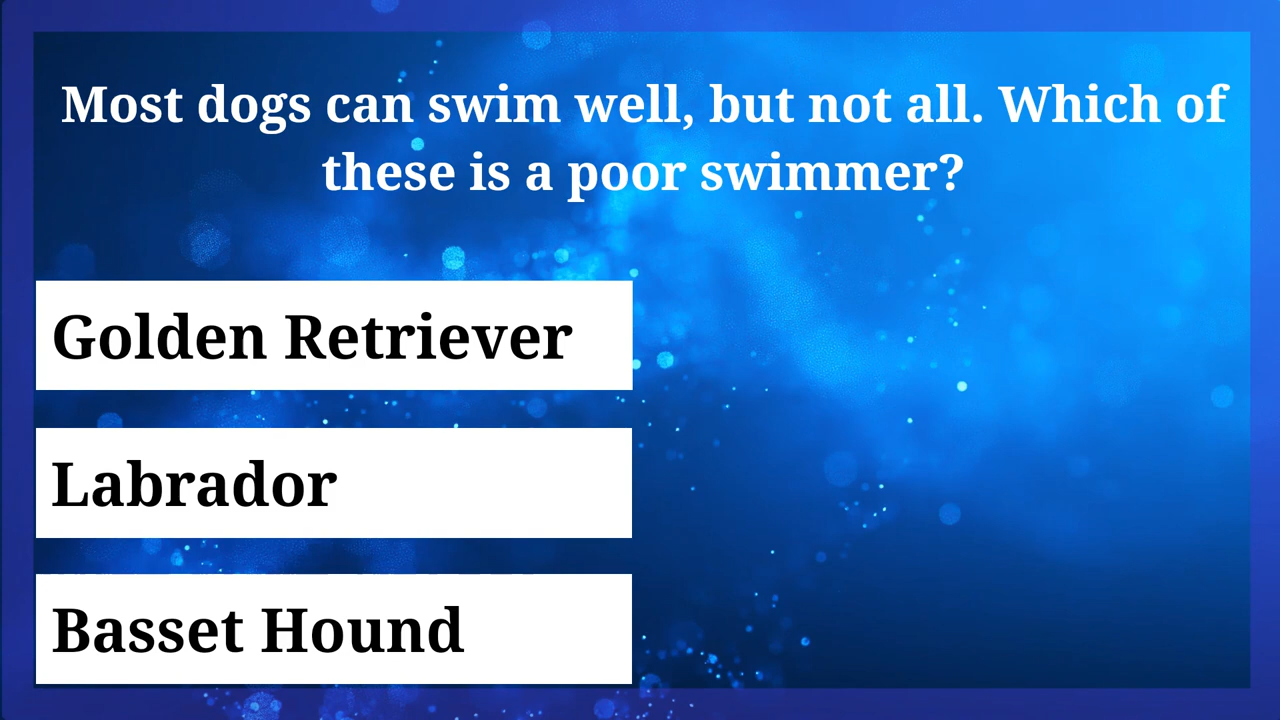 Most dogs can swim well, but not all. Which of
these is a poor swimmer?
Golden Retriever
Labrador
Basset Hound